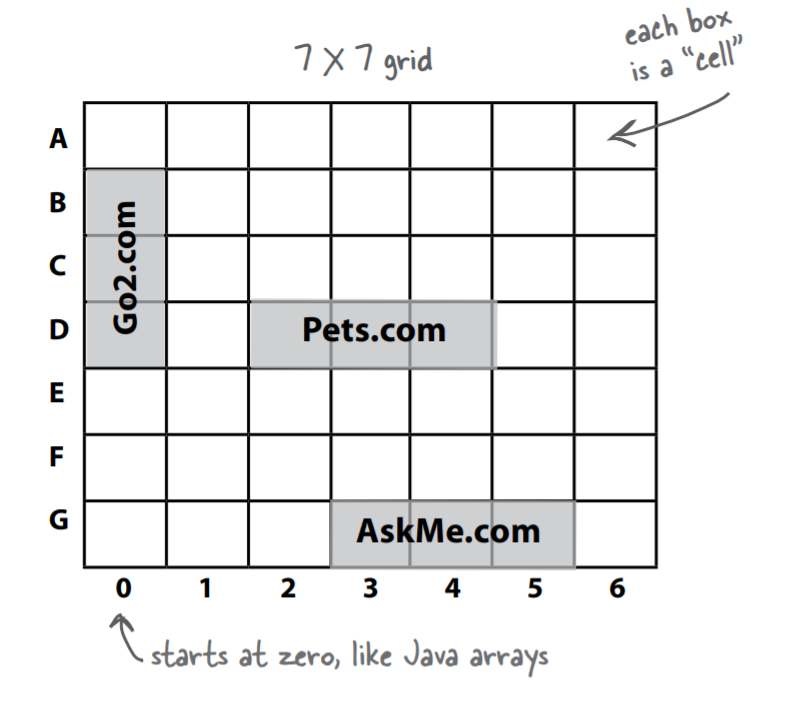 7 X 7 grid
each box
is a "cell"
A
B
C
D
E
F
G
Go2.com
Pets.com
AskMe.com
0 1 2 3 4 5 6
starts at zero, like Java arrays